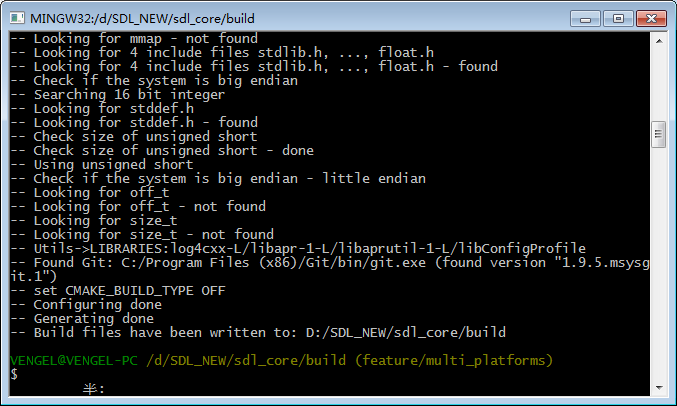 MINGW32:/d/SDL_NEW/sdl_core/build
-- Looking for mmap - not found
-- Looking for 4 include files stdlib.h, ..., float.h
-- Looking for 4 include files stdlib.h, ..., float.h - found
-- Check if the system is big endian
-- Searching 16 bit integer
-- Looking for stddef.h
-- Looking for stddef.h - found
-- Check size of unsigned short
-- Check size of unsigned short - done
-- Using unsigned short
-- Check if the system is big endian - little endian
-- Looking for off_t
-- Looking for off_t - not found
-- Looking for size_t
-- Looking for size_t - not found
-- Utils->LIBRARIES:log4cxx-L/libapr-1-L/libaprutil-1-L/libConfigProfile
-- Found Git: C:/Program Files (x86)/Git/bin/git.exe (found version "1.9.5.msysg
it.1")
-- set CMAKE_BUILD_TYPE OFF
-- Configuring done
-- Generating done
-- Build files have been written to: D:/SDL_NEW/sdl_core/build
VENGEL@VENGEL-PC /d/SDL_NEW/sdl_core/build (feature/multi_platforms)
$
半: